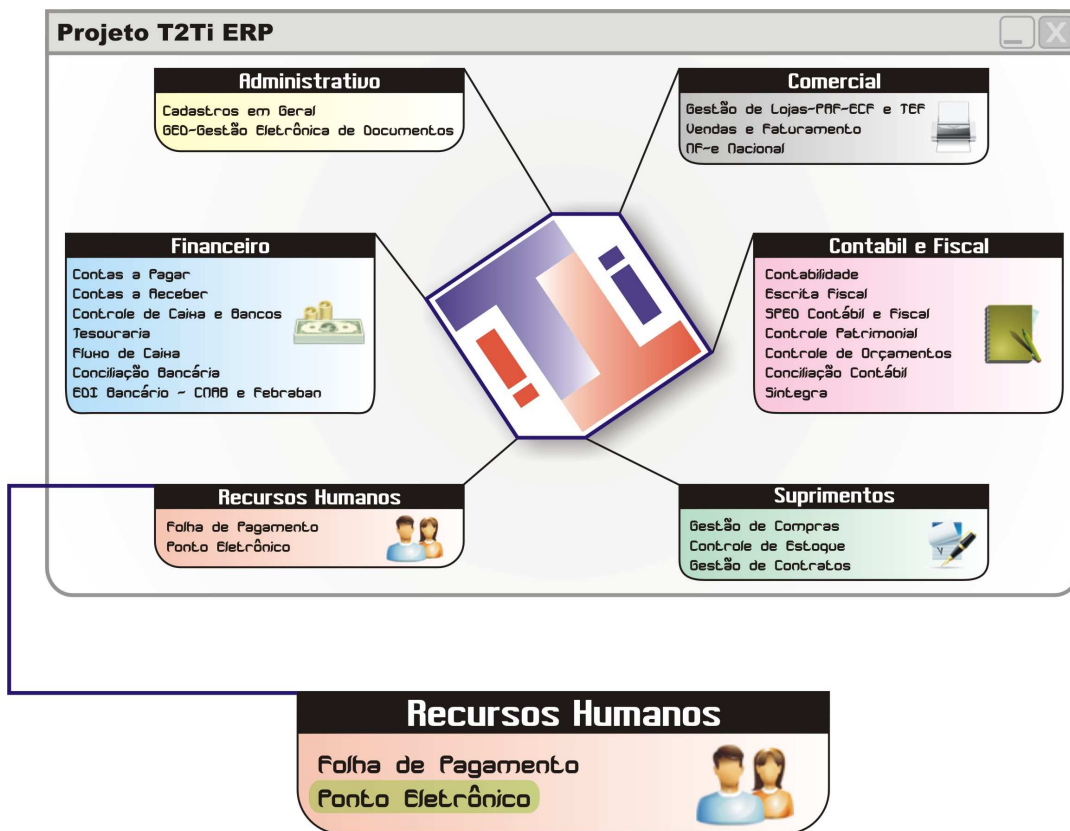 Projeto T2Ti ERP
Administrativo
Cadastros em Geral
GED-Gestão Eletrônica de Documentos
Comercial
Gestão de Lojas-PAF-ECF e TEF
Vendas e Faturamento
NF-e Nacional
Financeiro
Contas a Pagar
Contas a Receber
Controle de Caixa e Bancos
Tesouraria
Fluxo de Caixa
Conciliação Bancária
EDI Bancário - CNAB e Febraban
Contabil e Fiscal
Contabilidade
Escrita Fiscal
SPED Contábil e Fiscal
Controle Patrimonial
Controle de Orçamentos
Conciliação Contábil
Sintegra
Recursos Humanos
Folha de Pagamento
Ponto Eletrônico
Suprimentos
Gestão de Compras
Controle de Estoque
Gestão de Contratos
Recursos Humanos
Folha de Pagamento
Ponto Eletrônico